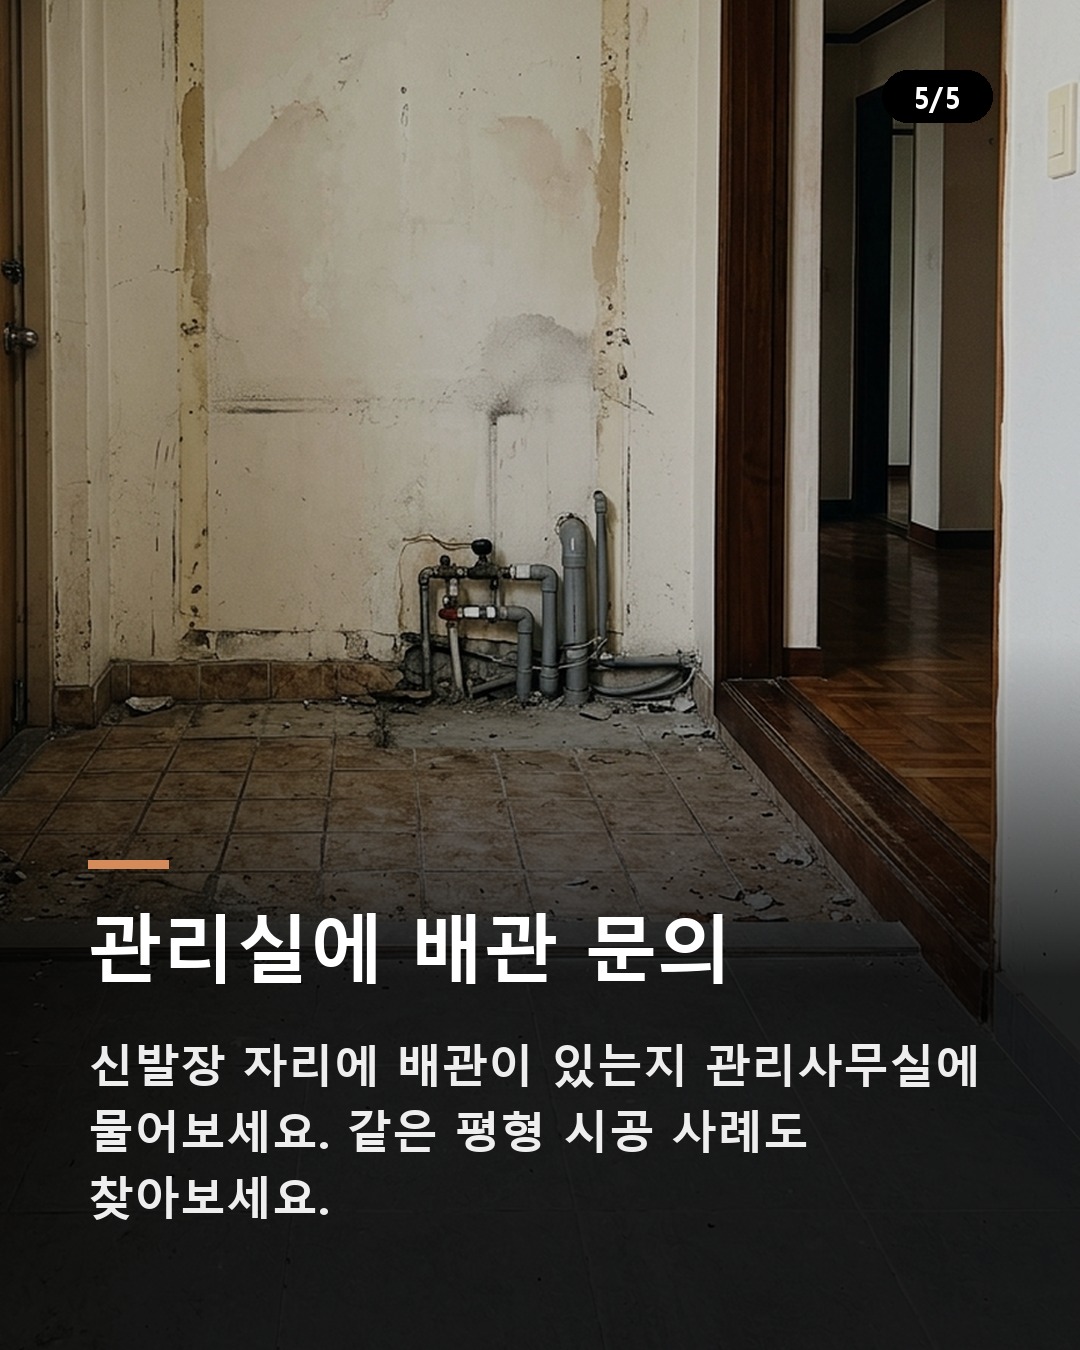 5/5
관리실에 배관 문의
신발장 자리에 배관이 있는지 관리사무실에
물어보세요. 같은 평형 시공 사례도
찾아보세요.